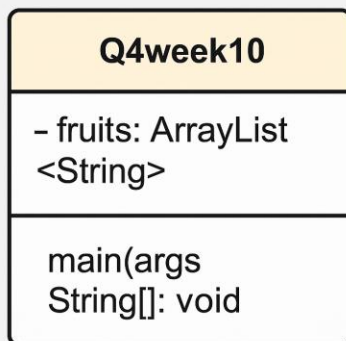 Q4week10
– fruits: ArrayList
<String>
main(args
String[]: void